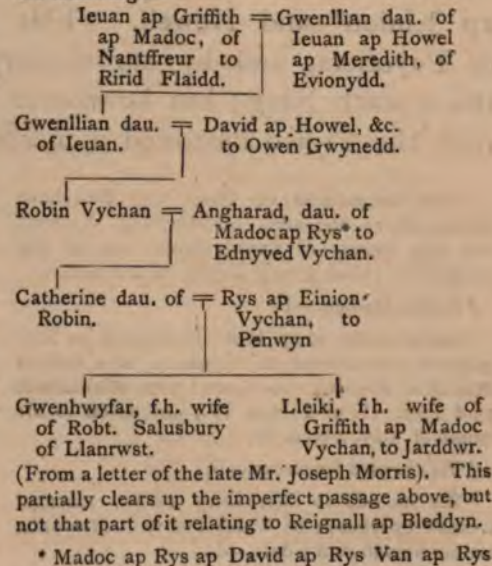 Ieuan ap Griffith = Gwenllian dau. of
ap Madoc, of Ieuan ap Howel
Nantffreur to ap Meredith, of
Ririd Flaidd. Evionydd.
Gwenllian dau. = David ap Howel, &c.
of Ieuan. to Owen Gwynedd.
Robin Vychan = Angharad, dau. of
Madoc ap Rys* to
Ednyved Vychan.
Catherine dau. of = Rys ap Einion
Robin. Vychan, to
Penwyn
Gwenhwyfar, f.h. wife Lleiki, f.h. wife of
of Robt. Salusbury Griffith ap Madoc
of Llanrwst. Vychan, to Jarddwr.
(From a letter of the late Mr. Joseph Morris). This
partially clears up the imperfect passage above, but
not that part of it relating to Reignall ap Bleddyn.
* Madoc ap Rys ap David ap Rys Van ap Rys